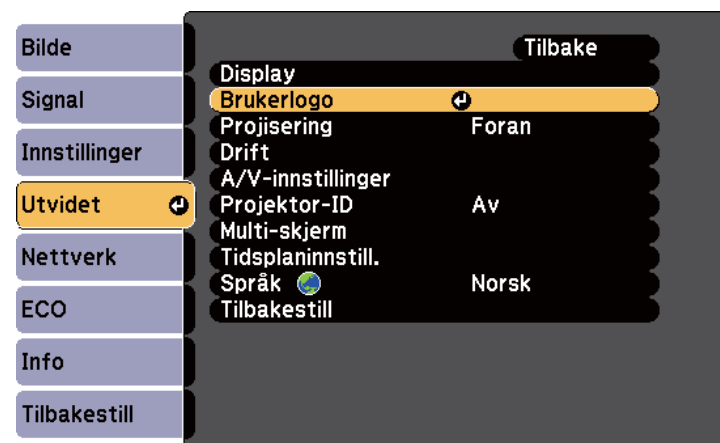 Bilde
Signal
Innstillinger
Utvidet
Nettverk
ECO
Info
Tilbakestill
Tilbake
Display
Brukerlogo
Projisering Foran
Drift
A/V-innstillinger
Projektor-ID Av
Multi-skjerm
Tidsplaninnstill.
Språk Norsk
Tilbakestill